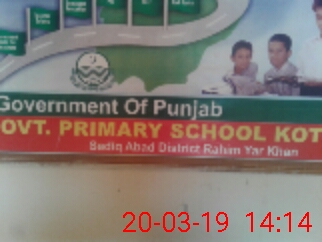 Government Of Punjab
OVT. PRIMARY SCHOOL KOT
Sadiq Abad District Rahim Yar Khan
20-03-19 14:14